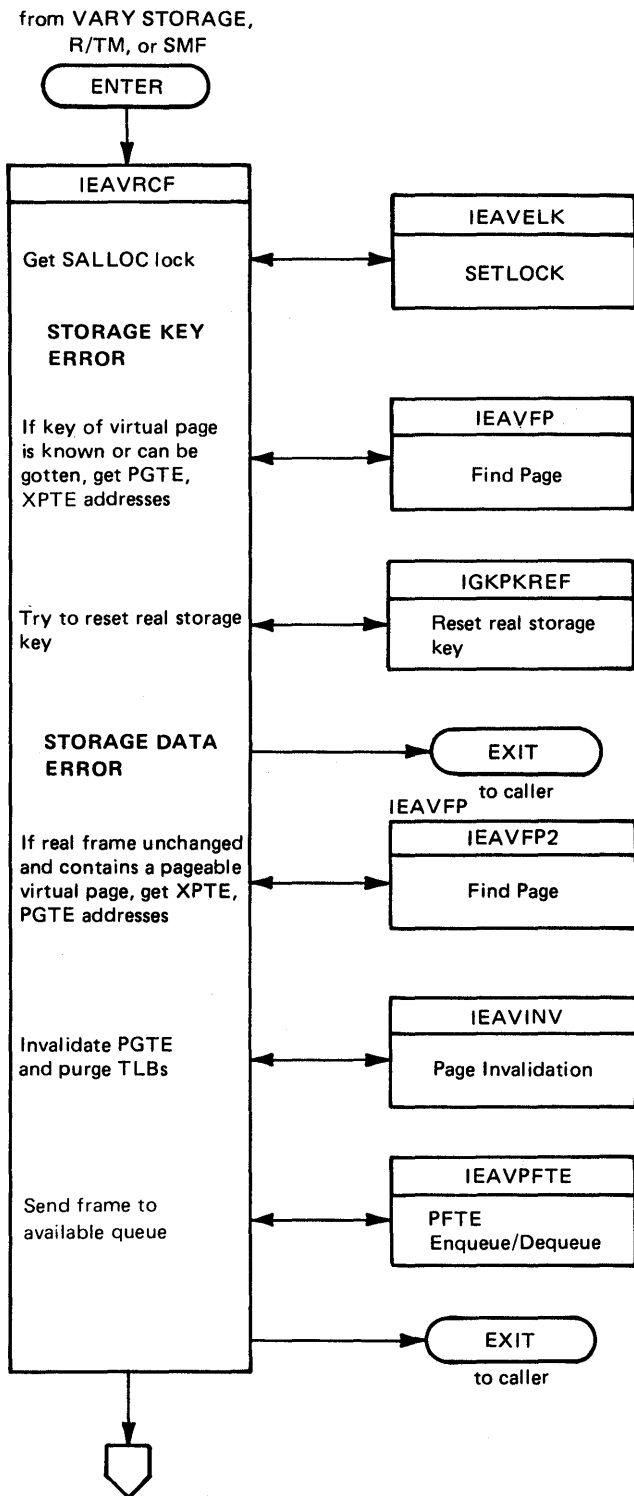 from VARY STORAGE,
R/TM, or SMF
ENTER
IEAVRCF
Get SALLOC lock
IEAVELK
SETLOCK
STORAGE KEY
ERROR
If key of virtual page
is known or can be
gotten, get PGTE,
XPTE addresses
IEAVFP
Find Page
Try to reset real storage
key
IGKPKREF
Reset real storage
key
STORAGE DATA
ERROR
EXIT
to caller
If real frame unchanged
and contains a pageable
virtual page, get XPTE,
PGTE addresses
IEAVFP
IEAVFP2
Find Page
Invalidate PGTE
and purge TLBs
IEAVINV
Page Invalidation
Send frame to
available queue
IEAVPFTE
PFTE
Enqueue/Dequeue
EXIT
to caller